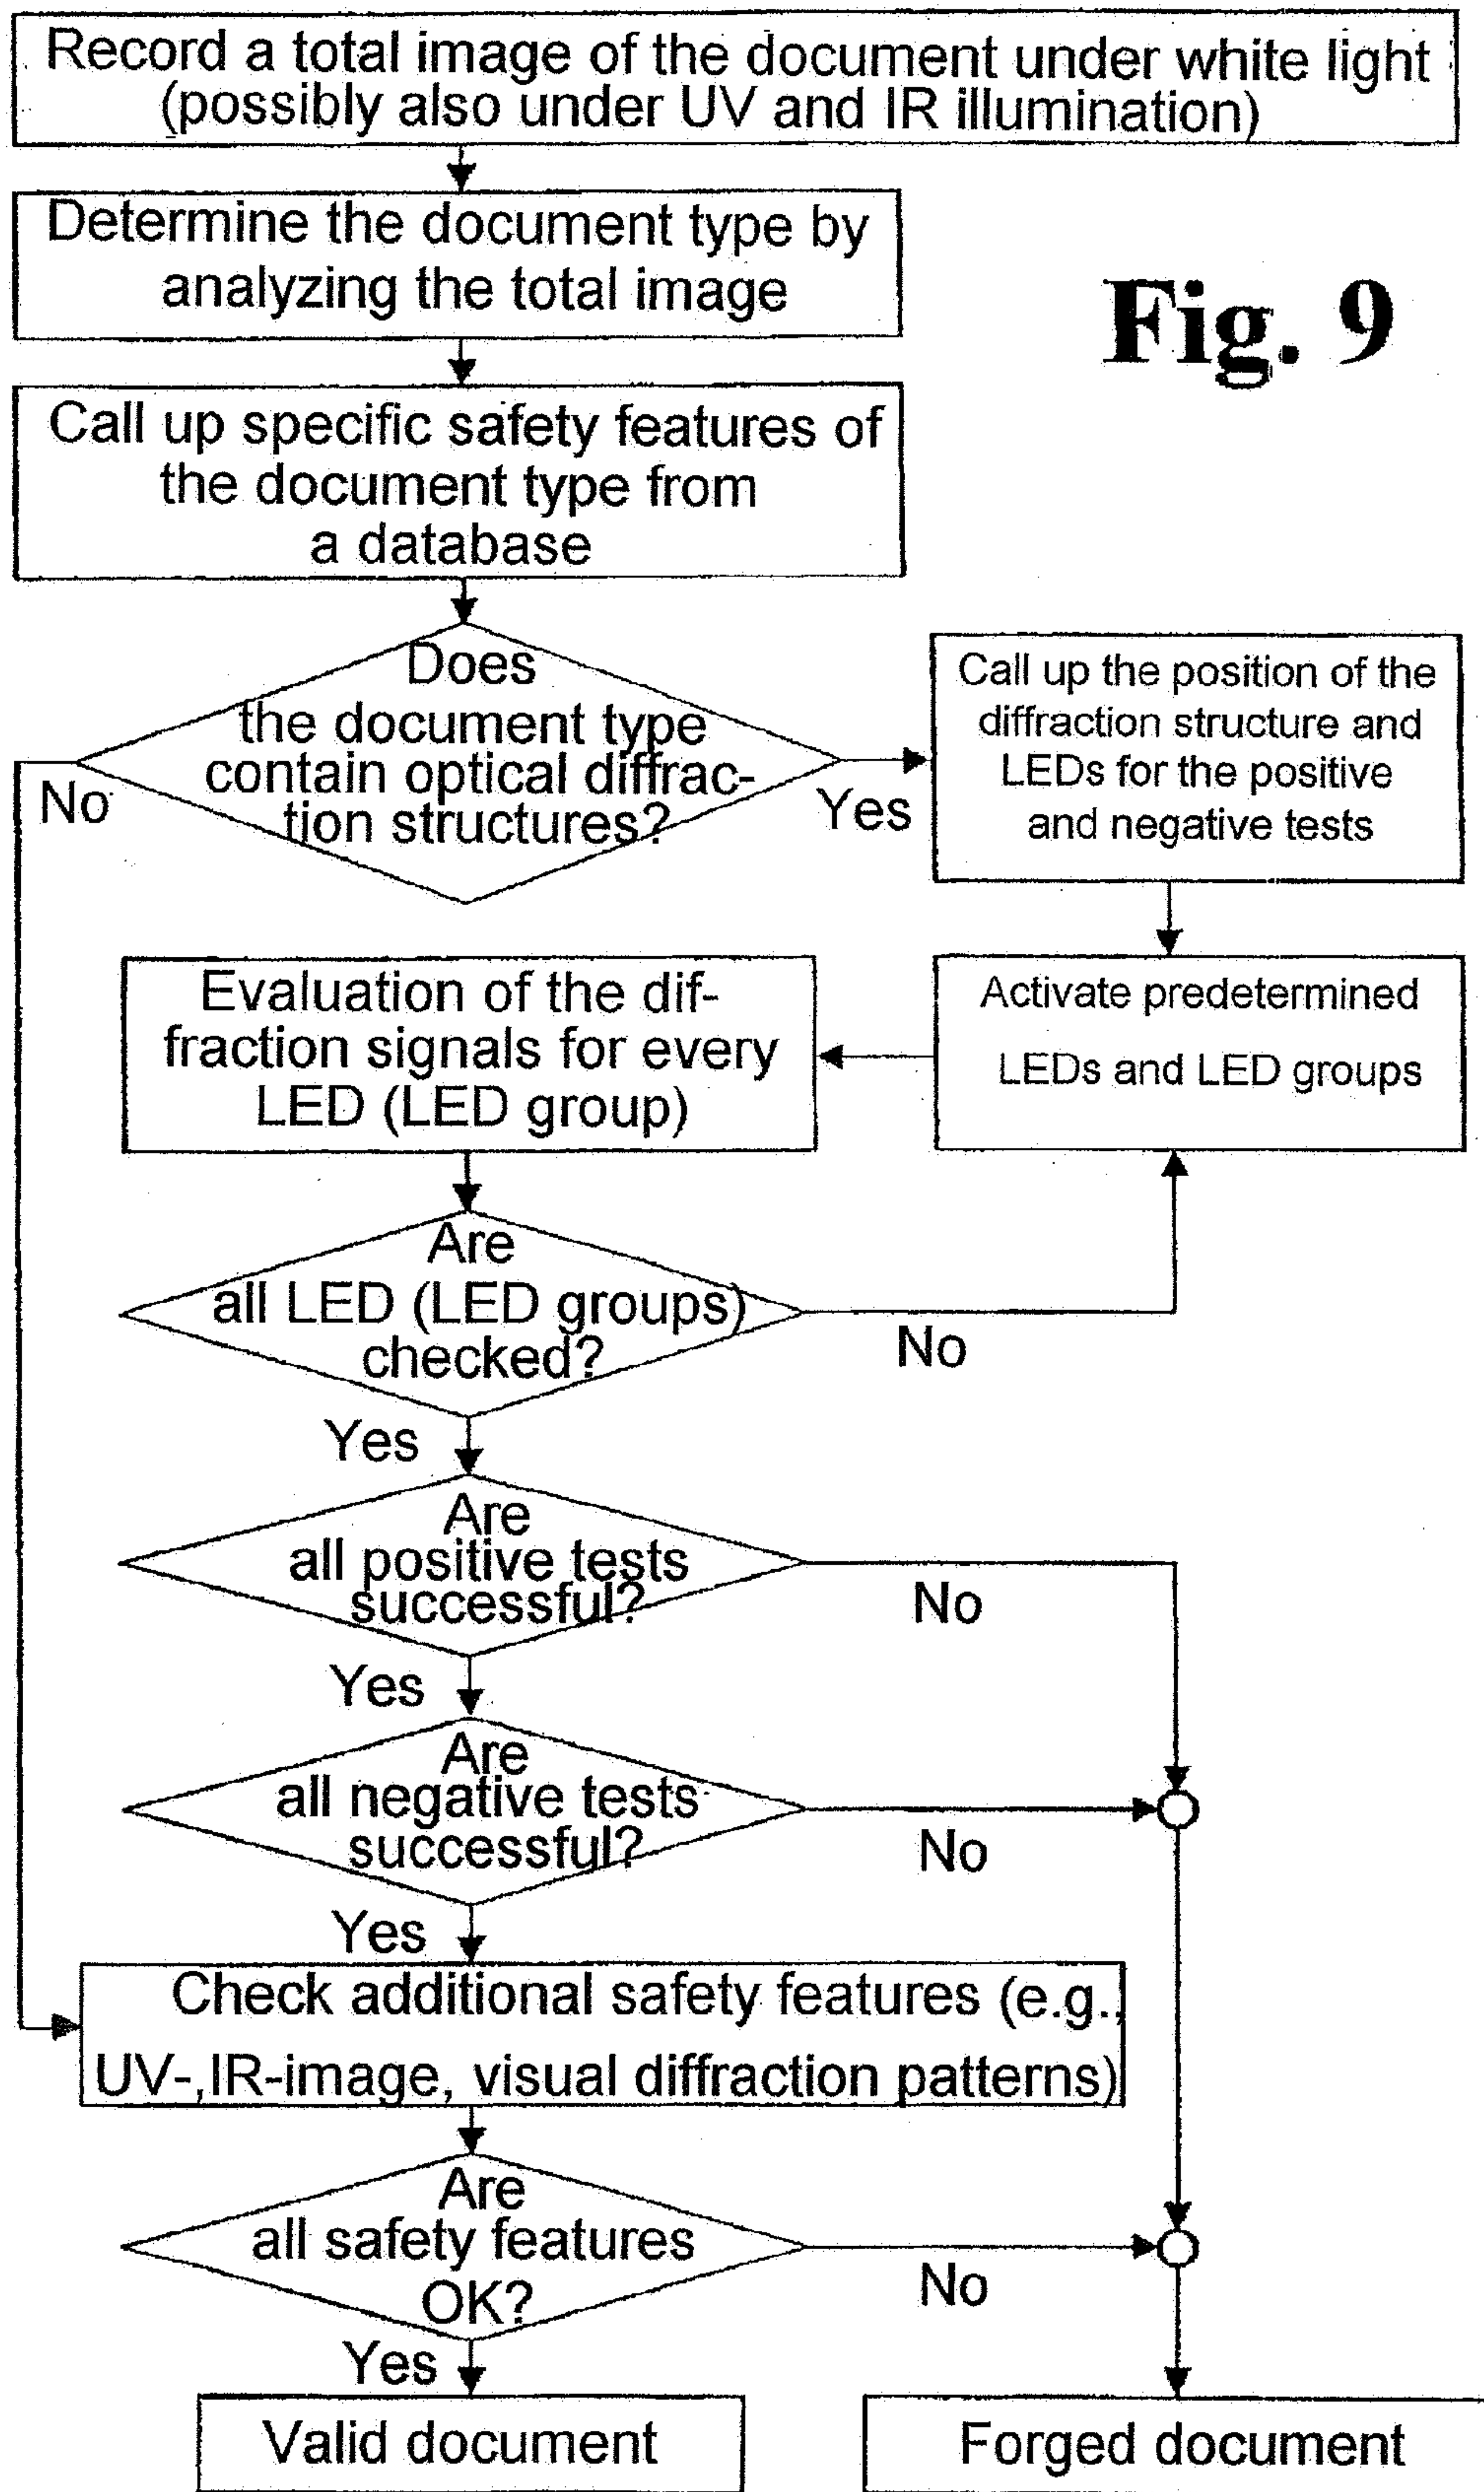 Record a total image of the document under white light
(possibly also under UV and IR illumination)
Determine the document type by
analyzing the total image
Fig. 9
Call up specific safety features of
the document type from
a database
Does
the document type
contain optical diffrac-
tion structures?
No
Yes
Call up the position of the
diffraction structure and
LEDs for the positive
and negative tests
Activate predetermined
LEDs and LED groups
Evaluation of the dif-
fraction signals for every
LED (LED group)
Are
all LED (LED groups)
checked?
No
Yes
Are
all positive tests
successful?
No
Yes
Are
all negative tests
successful?
No
Yes
Check additional safety features (e.g.,
UV-,IR-image, visual diffraction patterns)
Are
all safety features
OK?
No
Yes
Valid document
Forged document